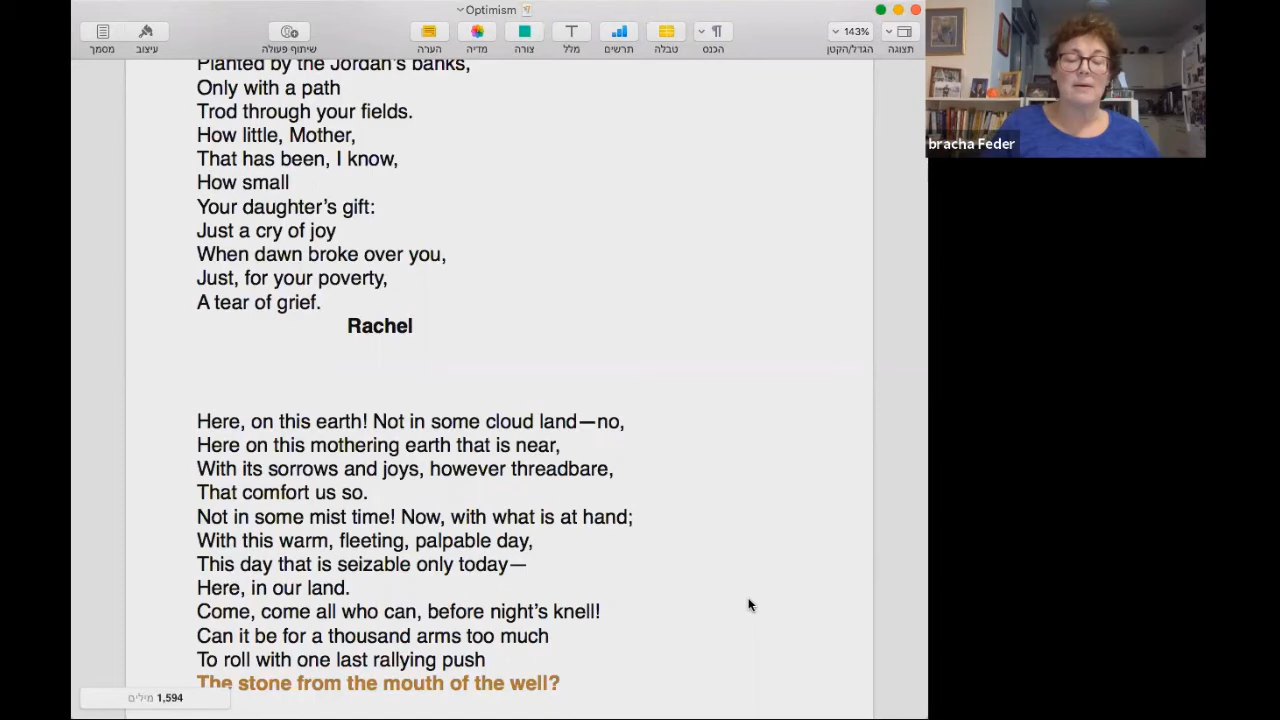 Optimism
מסמך
עיצוב
שיתוף פעולה
הערה
מדיה
צורה
מלל
תרשים
טבלה
הכנס
143%
הגדל/הקטן
תצוגה
Planted by the Jordan's banks,
Only with a path
Trod through your fields.
How little, Mother,
That has been, I know,
How small
Your daughter's gift:
Just a cry of joy
When dawn broke over you,
Just, for your poverty,
A tear of grief.
Rachel
Here, on this earth! Not in some cloud land—no,
Here on this mothering earth that is near,
With its sorrows and joys, however threadbare,
That comfort us so.
Not in some mist time! Now, with what is at hand;
With this warm, fleeting, palpable day,
This day that is seizable only today—
Here, in our land.
Come, come all who can, before night's knell!
Can it be for a thousand arms too much
To roll with one last rallying push
The stone from the mouth of the well?
1,594 מילים
bracha Feder